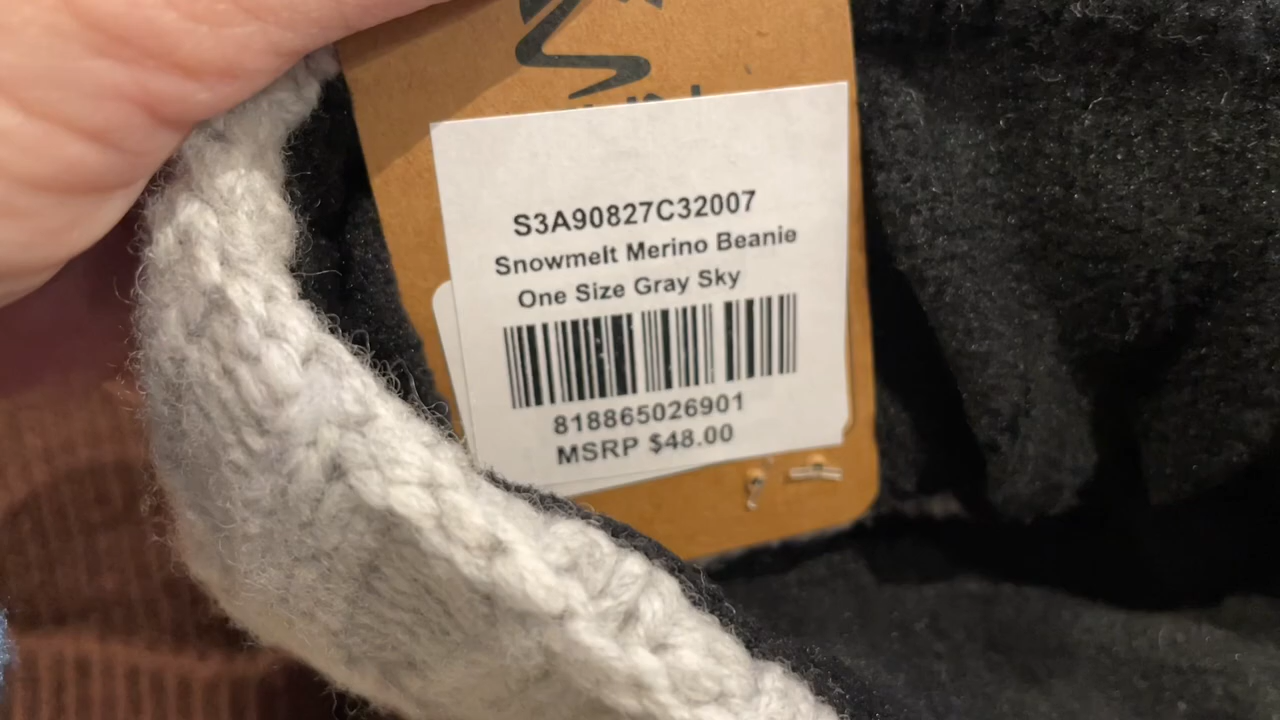 S3A90827C32007
Snowmelt Merino Beanie
One Size Gray Sky
818865026901
MSRP $48.00